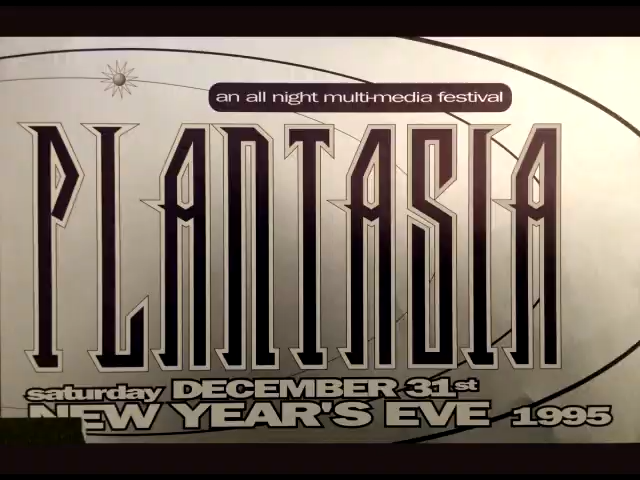 an all night multi-media festival
PLANTASIA
saturday DECEMBER 31st
NEW YEAR'S EVE 1995